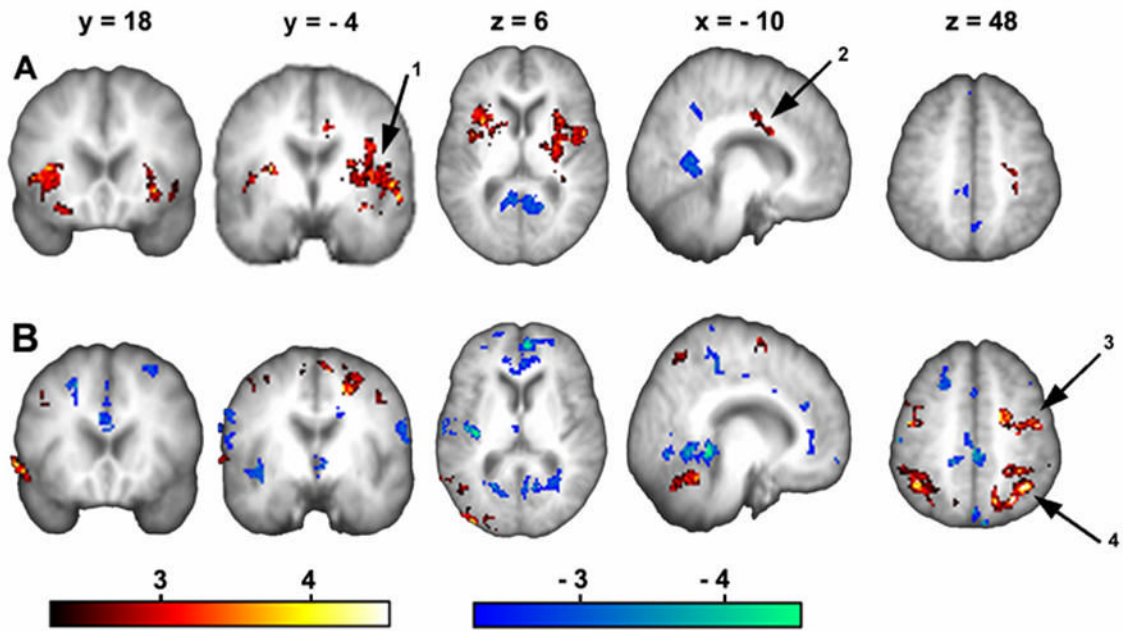 y = 18 y = - 4 z = 6 x = - 10 z = 48
A 1 2
B 3
4
3 4 - 3 - 4